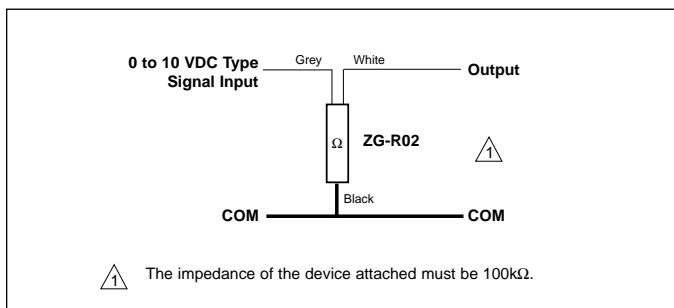 0 to 10 VDC Type Grey White Output
Signal Input
Ω ZG-R02 1
Black
COM COM
1 The impedance of the device attached must be 100kΩ.